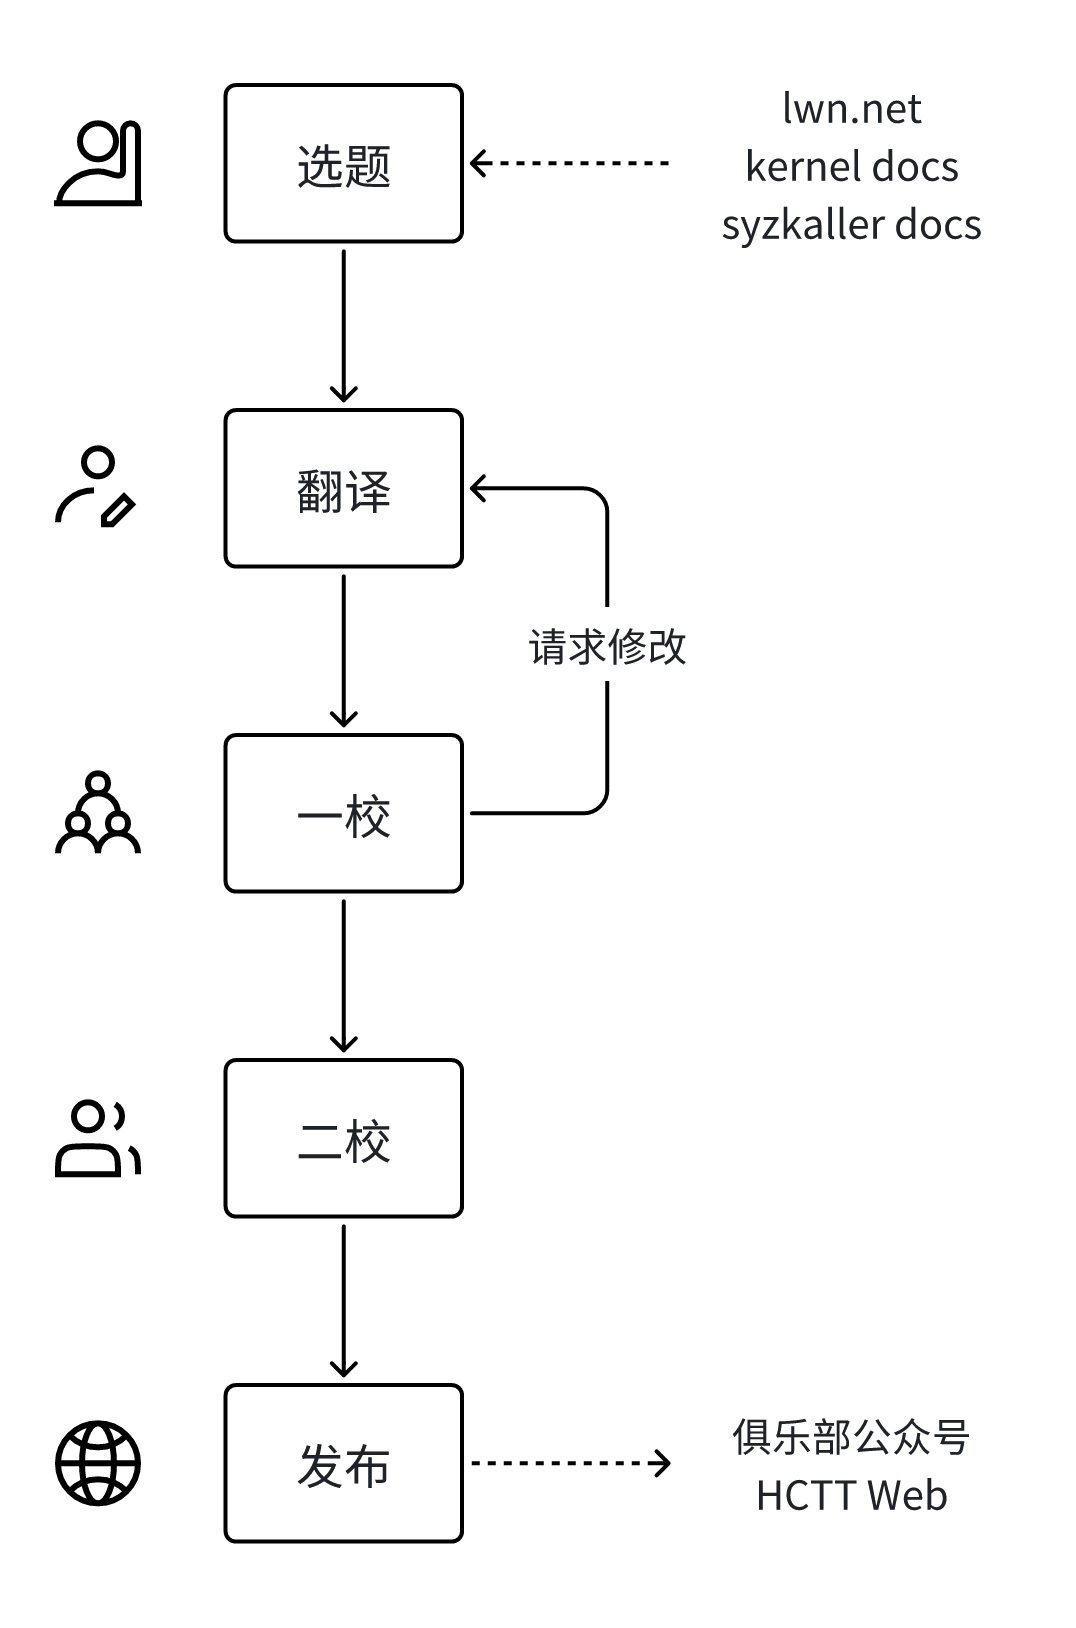 选题
lwn.net
kernel docs
syzkaller docs
翻译
请求修改
一校
二校
发布
俱乐部公众号
HCTT Web